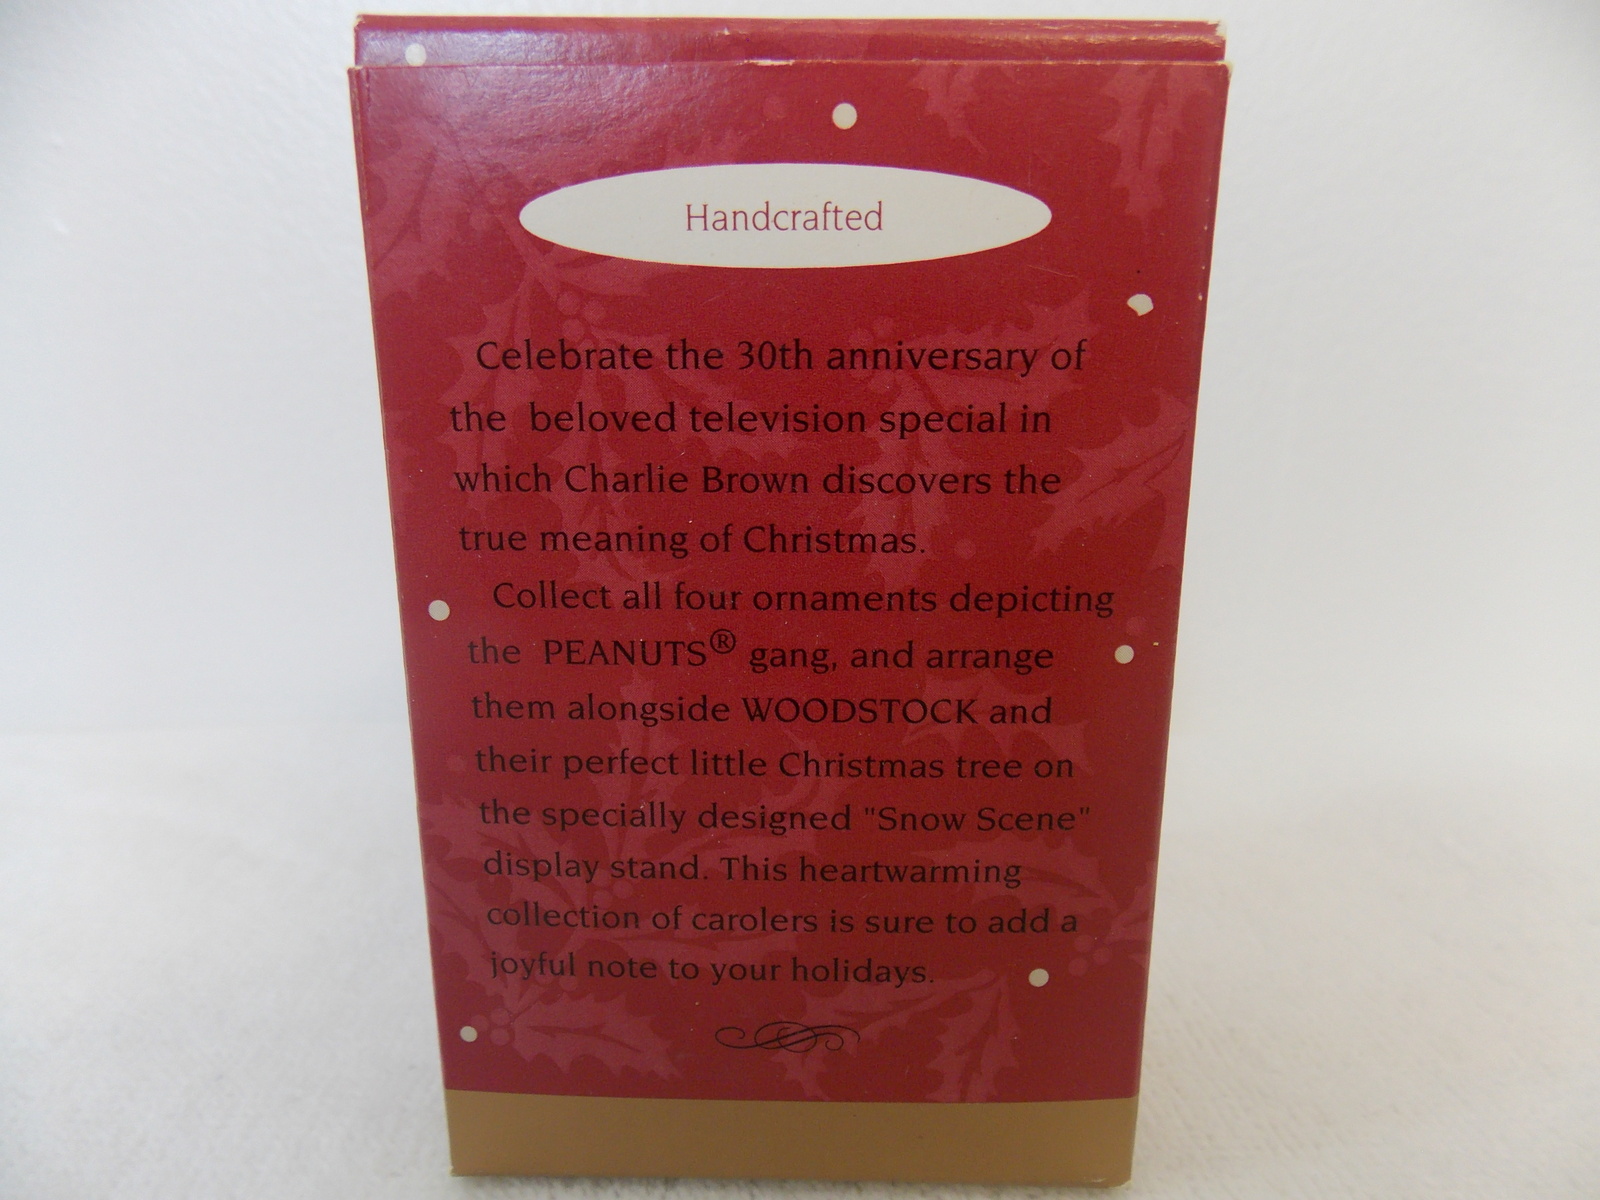 Handcrafted
Celebrate the 30th anniversary of
the beloved television special in
which Charlie Brown discovers the
true meaning of Christmas.
Collect all four ornaments depicting
the PEANUTS® gang, and arrange
them alongside WOODSTOCK and
their perfect little Christmas tree on
the specially designed "Snow Scene"
display stand. This heartwarming
collection of carolers is sure to add a
joyful note to your holidays.